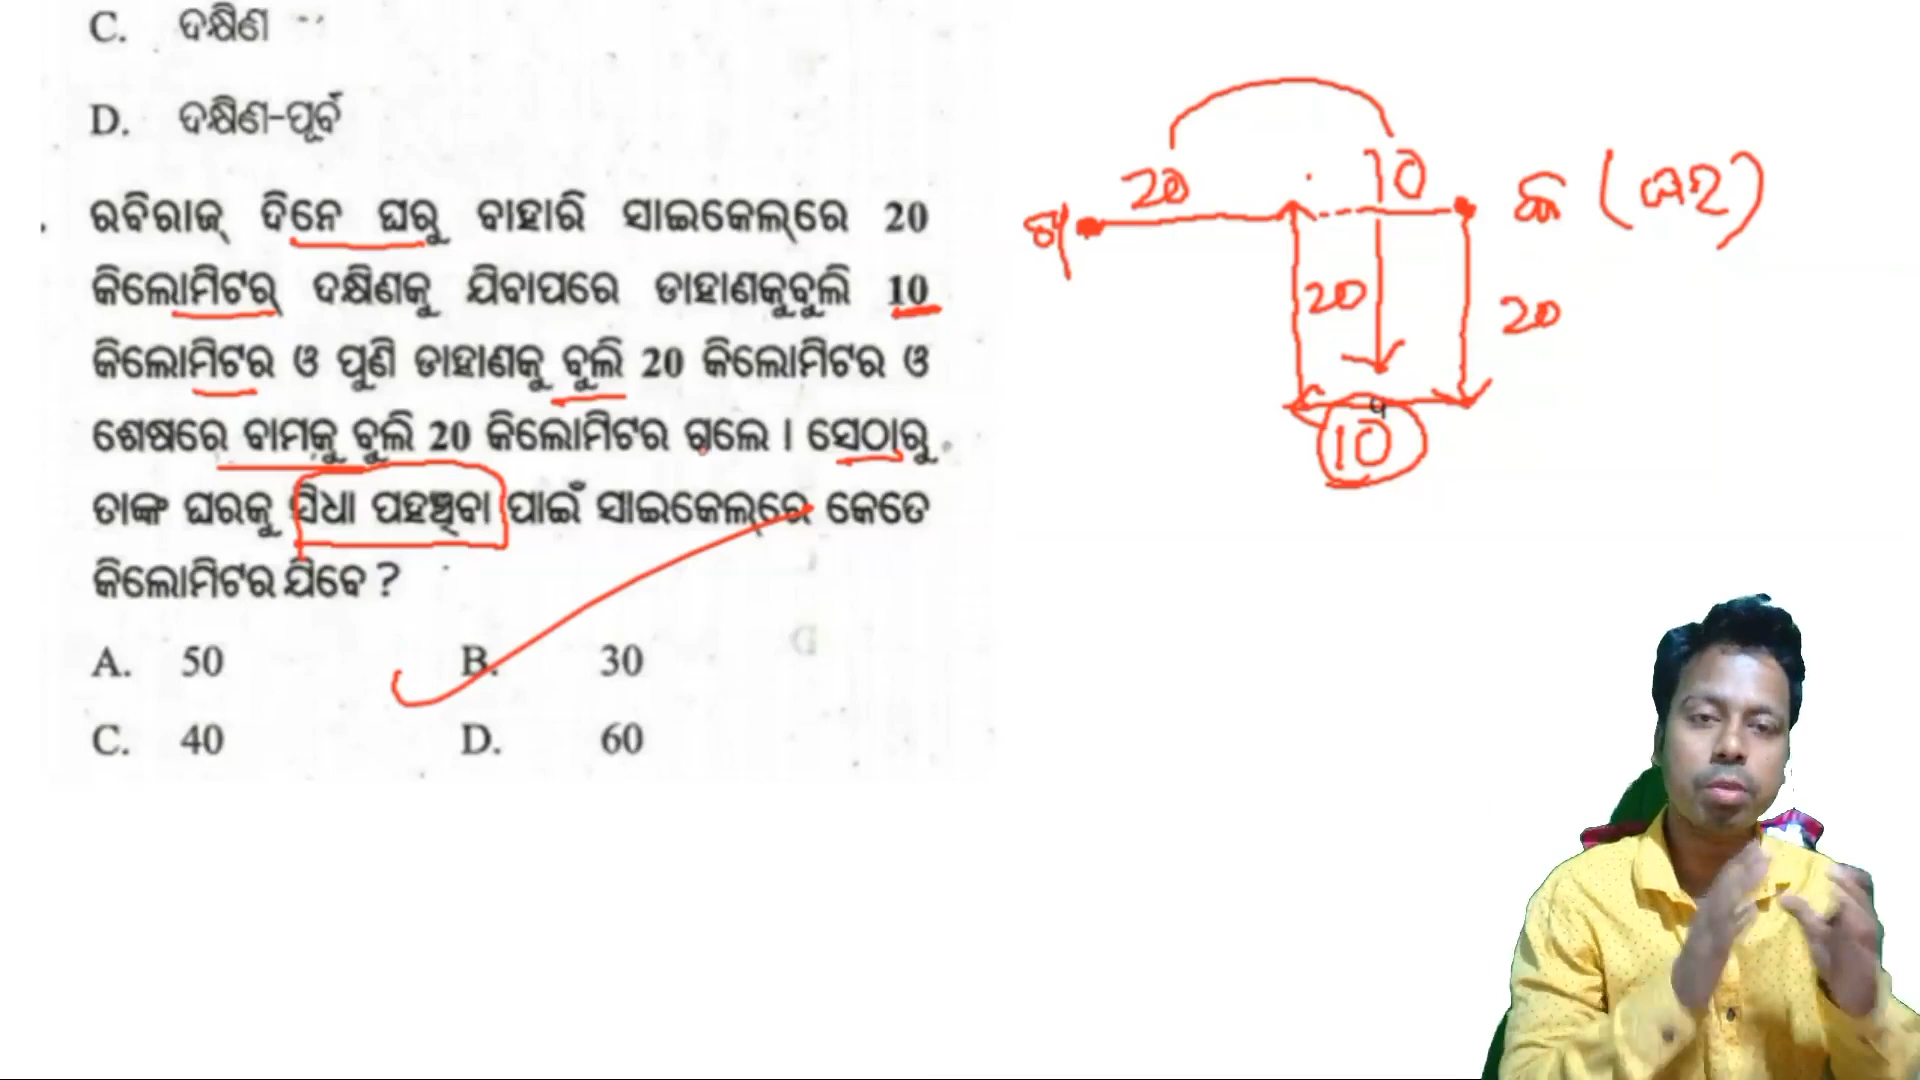 C. ଦକ୍ଷିଣ
D. ଦକ୍ଷିଣ-ପୂର୍ବ
ରବିରାଜ୍ ଦିନେ ଘରୁ ବାହାରି ସାଇକେଲ୍‌ରେ 20
କିଲୋମିଟର୍ ଦକ୍ଷିଣକୁ ଯିବାପରେ ଡାହାଣକୁବୁଲି 10
କିଲୋମିଟର ଓ ପୁଣି ଡାହାଣକୁ ବୁଲି 20 କିଲୋମିଟର ଓ
ଶେଷରେ ବାମକୁ ବୁଲି 20 କିଲୋମିଟର ଗଲେ । ସେଠାରୁ
ତାଙ୍କ ଘରକୁ ସିଧା ପହଞ୍ଚିବା ପାଇଁ ସାଇକେଲ୍‌ରେ କେତେ
କିଲୋମିଟର ଯିବେ ?
A. 50 B. 30
C. 40 D. 60
20 10 କ (ଘର)
ଖ
20 20
10